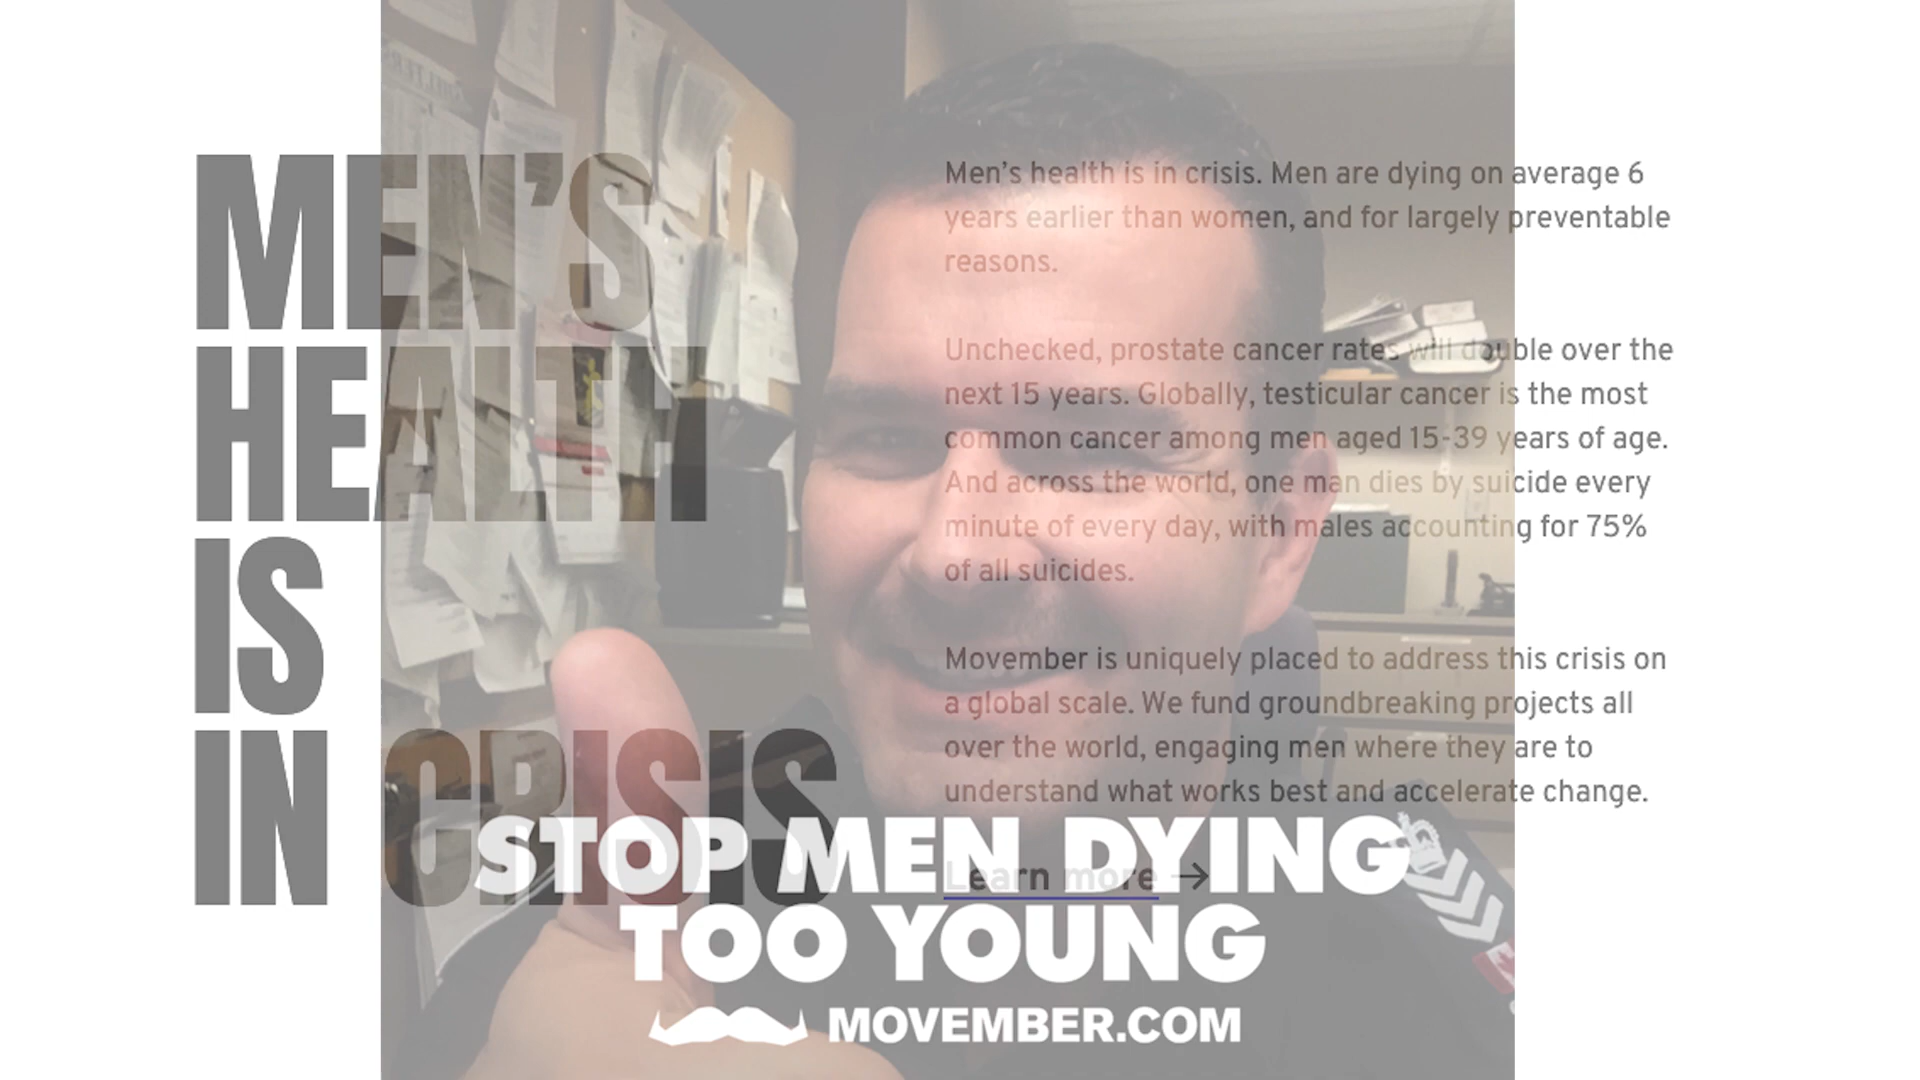 MEN’S
HEALTH
IS
IN CRISIS
Men’s health is in crisis. Men are dying on average 6
years earlier than women, and for largely preventable
reasons.
Unchecked, prostate cancer rates will double over the
next 15 years. Globally, testicular cancer is the most
common cancer among men aged 15-39 years of age.
And across the world, one man dies by suicide every
minute of every day, with males accounting for 75%
of all suicides.
Movember is uniquely placed to address this crisis on
a global scale. We fund groundbreaking projects all
over the world, engaging men where they are to
understand what works best and accelerate change.
Learn more →
STOP MEN DYING
TOO YOUNG
MOVEMBER.COM